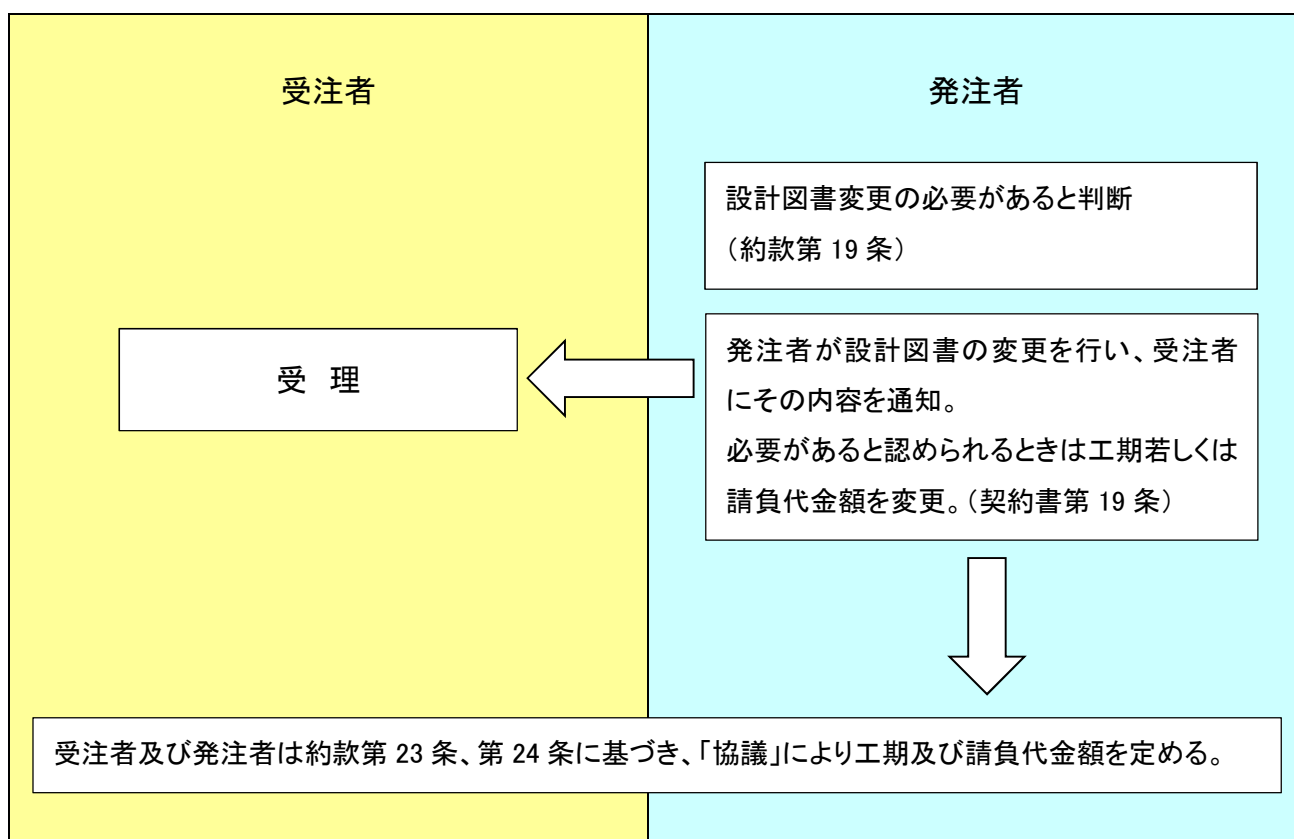 受注者
発注者
設計図書変更の必要があると判断
（約款第 19 条）
発注者が設計図書の変更を行い、受注者
にその内容を通知。
必要があると認められるときは工期若しくは
請負代金額を変更。（契約書第 19 条）
受 理
受注者及び発注者は約款第 23 条、第 24 条に基づき、「協議」により工期及び請負代金額を定める。